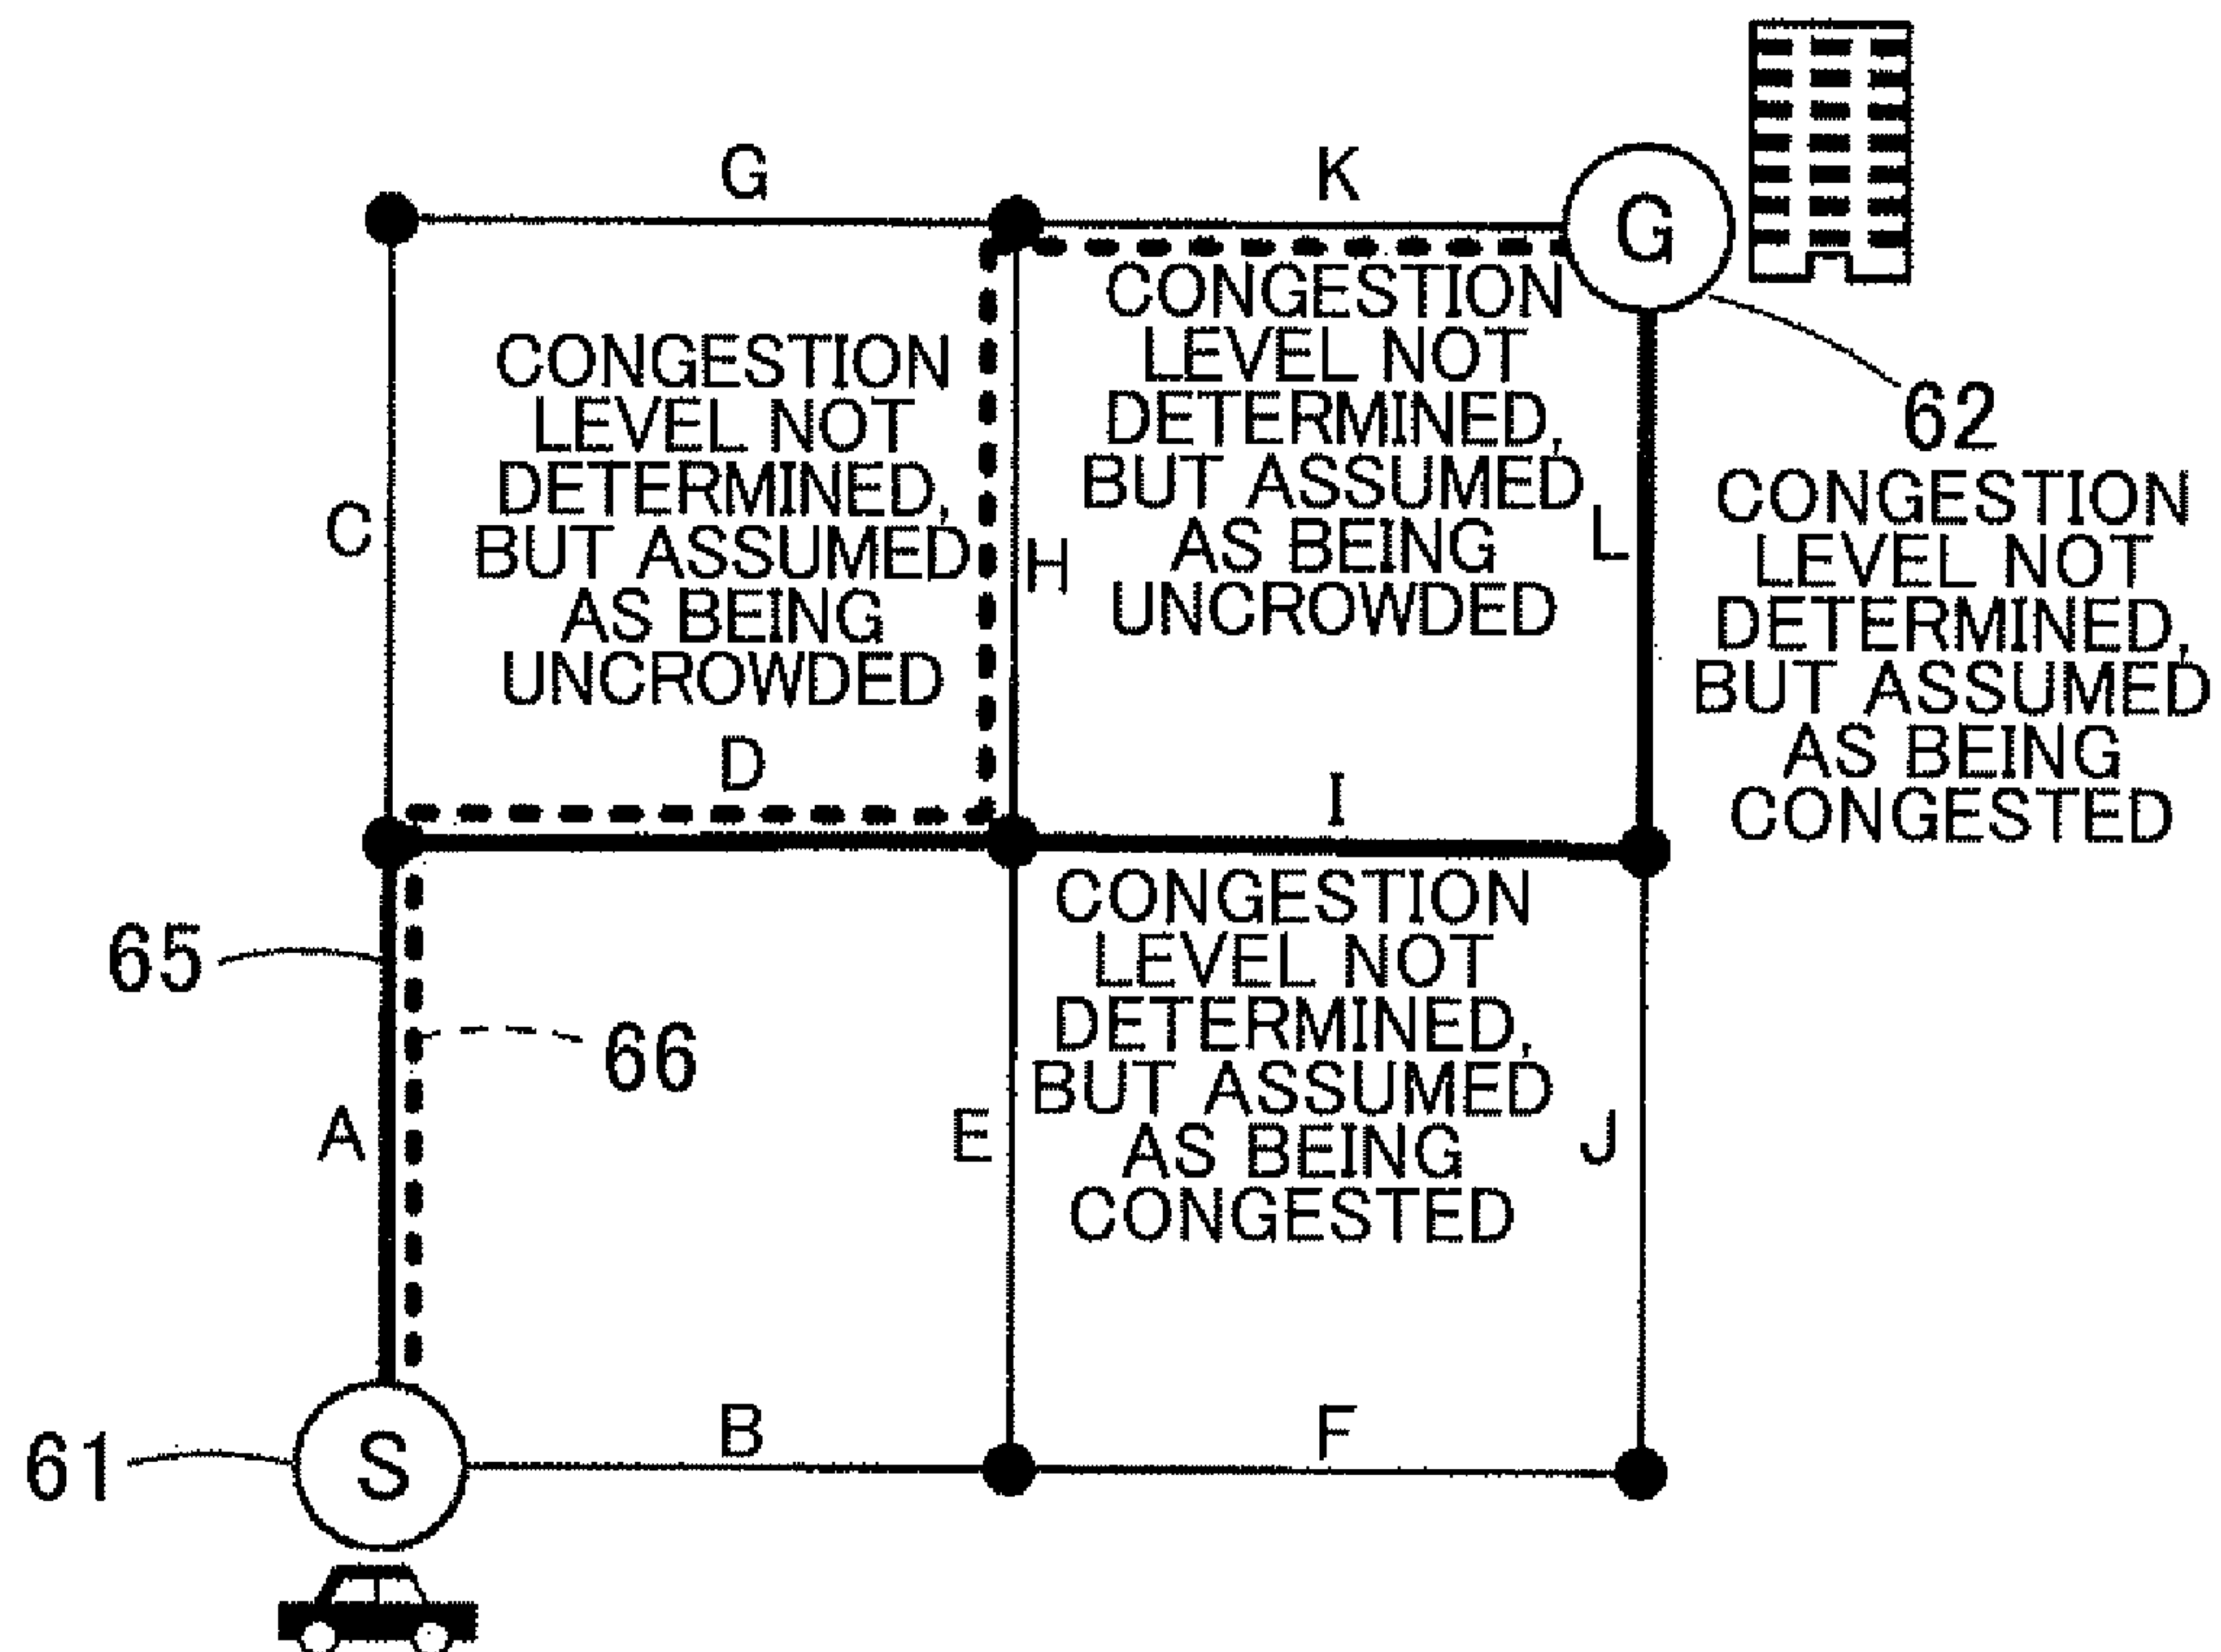 G
K
G
CONGESTION
LEVEL NOT
DETERMINED,
BUT ASSUMED
AS BEING
UNCROWDED
CONGESTION
LEVEL NOT
DETERMINED,
BUT ASSUMED
AS BEING
UNCROWDED
62
CONGESTION
LEVEL NOT
DETERMINED,
BUT ASSUMED
AS BEING
CONGESTED
C
H
L
D
I
CONGESTION
LEVEL NOT
DETERMINED,
BUT ASSUMED
AS BEING
CONGESTED
65
66
A
E
J
B
F
61
S